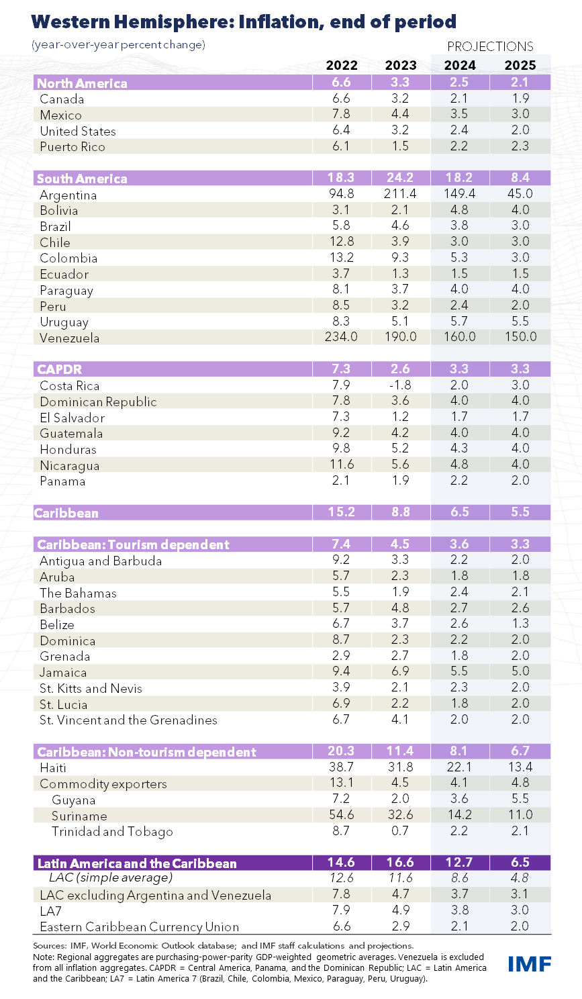 Western Hemisphere: Inflation, end of period
(year-over-year percent change)
PROJECTIONS
2022 2023 2024 2025
North America 6.6 3.3 2.5 2.1
Canada 6.6 3.2 2.1 1.9
Mexico 7.8 4.4 3.5 3.0
United States 6.4 3.2 2.4 2.0
Puerto Rico 6.1 1.5 2.2 2.3
South America 18.3 24.2 18.2 8.4
Argentina 94.8 211.4 149.4 45.0
Bolivia 3.1 2.1 4.8 4.0
Brazil 5.8 4.6 3.8 3.0
Chile 12.8 3.9 3.0 3.0
Colombia 13.2 9.3 5.3 3.0
Ecuador 3.7 1.3 1.5 1.5
Paraguay 8.1 3.7 4.0 4.0
Peru 8.5 3.2 2.4 2.0
Uruguay 8.3 5.1 5.7 5.5
Venezuela 234.0 190.0 160.0 150.0
CAPDR 7.3 2.6 3.3 3.3
Costa Rica 7.9 -1.8 2.0 3.0
Dominican Republic 7.8 3.6 4.0 4.0
El Salvador 7.3 1.2 1.7 1.7
Guatemala 9.2 4.2 4.0 4.0
Honduras 9.8 5.2 4.3 4.0
Nicaragua 11.6 5.6 4.8 4.0
Panama 2.1 1.9 2.2 2.0
Caribbean 15.2 8.8 6.5 5.5
Caribbean: Tourism dependent 7.4 4.5 3.6 3.3
Antigua and Barbuda 9.2 3.3 2.2 2.0
Aruba 5.7 2.3 1.8 1.8
The Bahamas 5.5 1.9 2.4 2.1
Barbados 5.7 4.8 2.7 2.6
Belize 6.7 3.7 2.6 1.3
Dominica 8.7 2.3 2.2 2.0
Grenada 2.9 2.7 1.8 2.0
Jamaica 9.4 6.9 5.5 5.0
St. Kitts and Nevis 3.9 2.1 2.3 2.0
St. Lucia 6.9 2.2 1.8 2.0
St. Vincent and the Grenadines 6.7 4.1 2.0 2.0
Caribbean: Non-tourism dependent 20.3 11.4 8.1 6.7
Haiti 38.7 31.8 22.1 13.4
Commodity exporters 13.1 4.5 4.1 4.8
Guyana 7.2 2.0 3.6 5.5
Suriname 54.6 32.6 14.2 11.0
Trinidad and Tobago 8.7 0.7 2.2 2.1
Latin America and the Caribbean 14.6 16.6 12.7 6.5
LAC (simple average) 12.6 11.6 8.6 4.8
LAC excluding Argentina and Venezuela 7.8 4.7 3.7 3.1
LA7 7.9 4.9 3.8 3.0
Eastern Caribbean Currency Union 6.6 2.9 2.1 2.0
Sources: IMF, World Economic Outlook database; and IMF staff calculations and projections.
Note: Regional aggregates are purchasing-power-parity GDP-weighted geometric averages. Venezuela is excluded
from all inflation aggregates. CAPDR = Central America, Panama, and the Dominican Republic; LAC = Latin America
and the Caribbean; LA7 = Latin America 7 (Brazil, Chile, Colombia, Mexico, Paraguay, Peru, Uruguay).
IMF